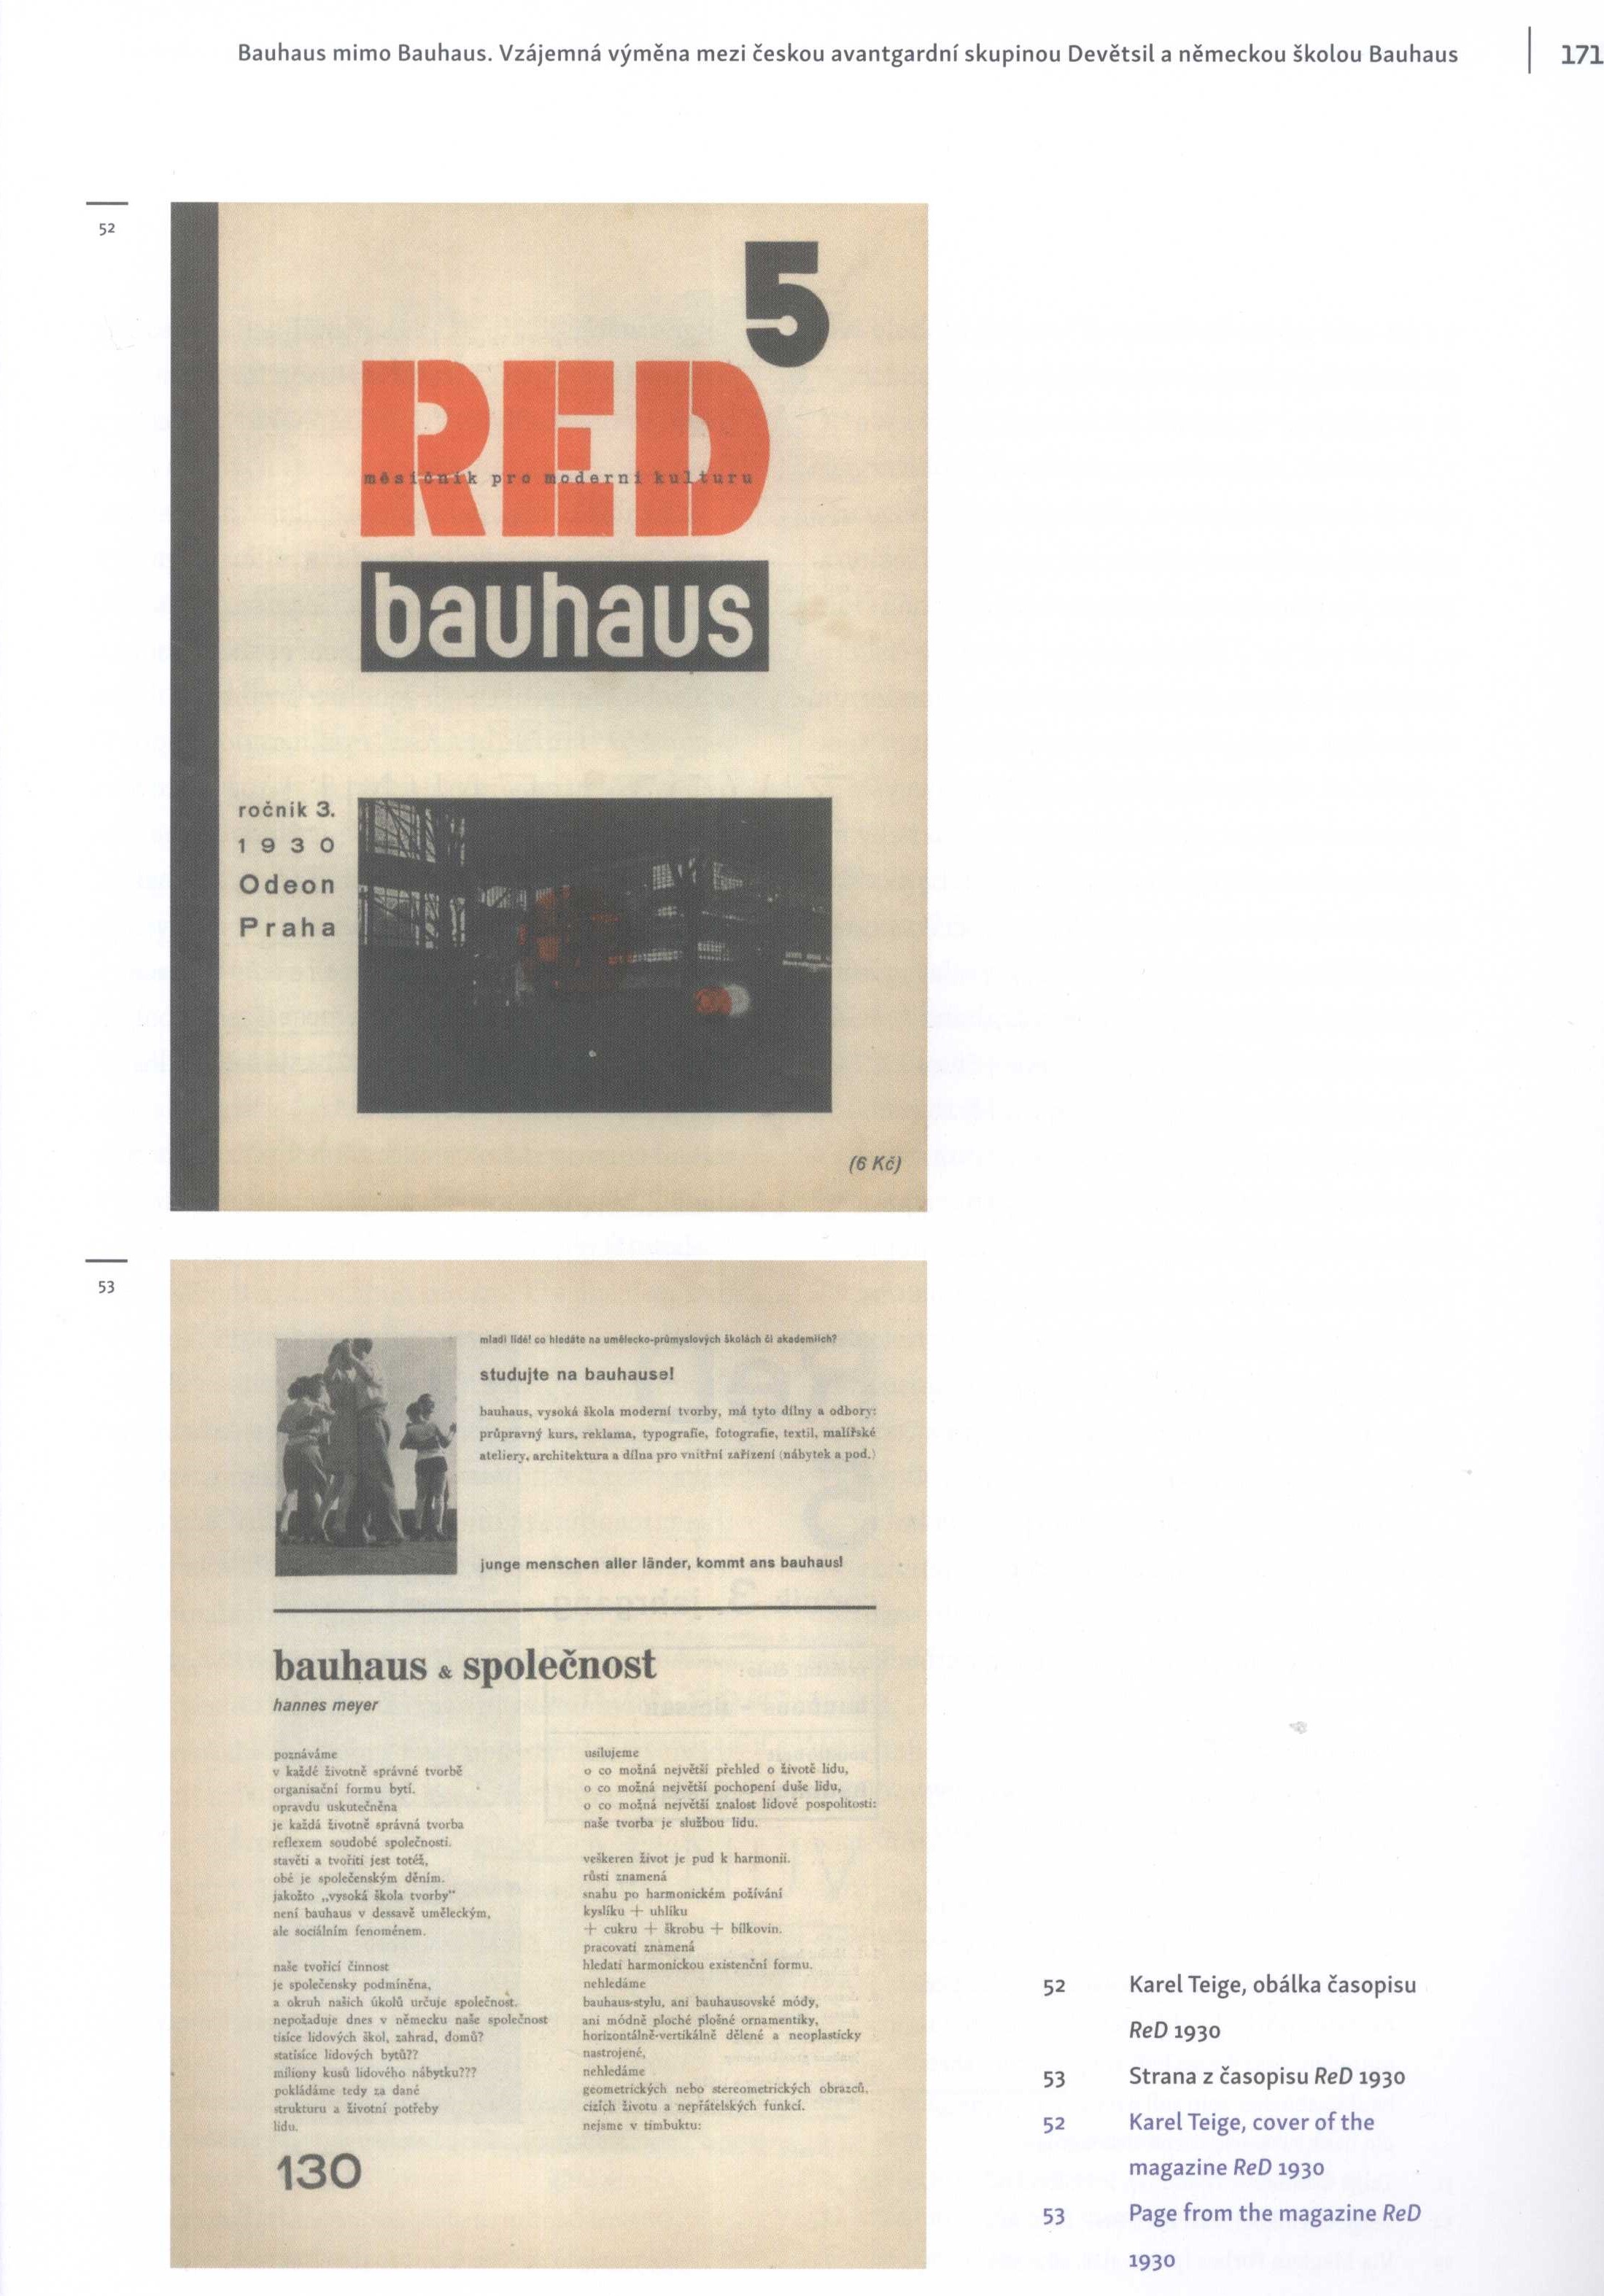 Bauhaus mimo Bauhaus. Vzájemná výměna mezi českou avantgardní skupinou Devětsil a německou školou Bauhaus
171
52
5
RED
měsíčník pro moderní kulturu
bauhaus
ročník 3.
1930
Odeon
Praha
(6 Kč)
53
mladí lidé! co hledáte na umělecko-průmyslových školách či akademiích?
studujte na bauhause!
bauhaus, vysoká škola moderní tvorby, má tyto dílny a odbory:
průpravný kurs, reklama, typografie, fotografie, textil, malířské
ateliery, architektura a dílna pro vnitřní zařízení (nábytek a pod.)
junge menschen aller länder, kommt ans bauhaus!
bauhaus & společnost
hannes meyer
poznáváme
v každé životně správné tvorbě
organisační formu bytí.
opravdu uskutečněna
je každá životně správná tvorba
reflexem soudobé společnosti.
stavěti a tvořiti jest totéž,
obé je společenským děním.
jakožto „vysoká škola tvorby"
není bauhaus v dessavě uměleckým,
ale sociálním fenoménem.
naše tvořicí činnost
je společensky podmíněna,
a okruh našich úkolů určuje společnost.
nepožaduje dnes v německu naše společnost
tisíce lidových škol, zahrad, domů?
statisíce lidových bytů??
miliony kusů lidového nábytku???
pokládáme tedy za dané
strukturu a životní potřeby
lidu.
130
usilujeme
o co možná největší přehled o životě lidu,
o co možná největší pochopení duše lidu,
o co možná největší znalost lidové pospolitosti:
naše tvorba je službou lidu.
veškeren život je pud k harmonii.
růsti znamená
snahu po harmonickém požívání
kyslíku + uhlíku
+ cukru + škrobu + bílkovin.
pracovati znamená
hledati harmonickou existenční formu.
nehledáme
bauhaus-stylu, ani bauhausovské módy,
ani módně ploché plošné ornamentiky,
horizontálně-vertikálně dělené a neoplasticky
nastrojené,
nehledáme
geometrických nebo stereometrických obrazců,
cizích životu a nepřátelských funkcí.
nejsme v timbuktu:
52 Karel Teige, obálka časopisu
ReD 1930
53 Strana z časopisu ReD 1930
52 Karel Teige, cover of the
magazine ReD 1930
53 Page from the magazine ReD
1930